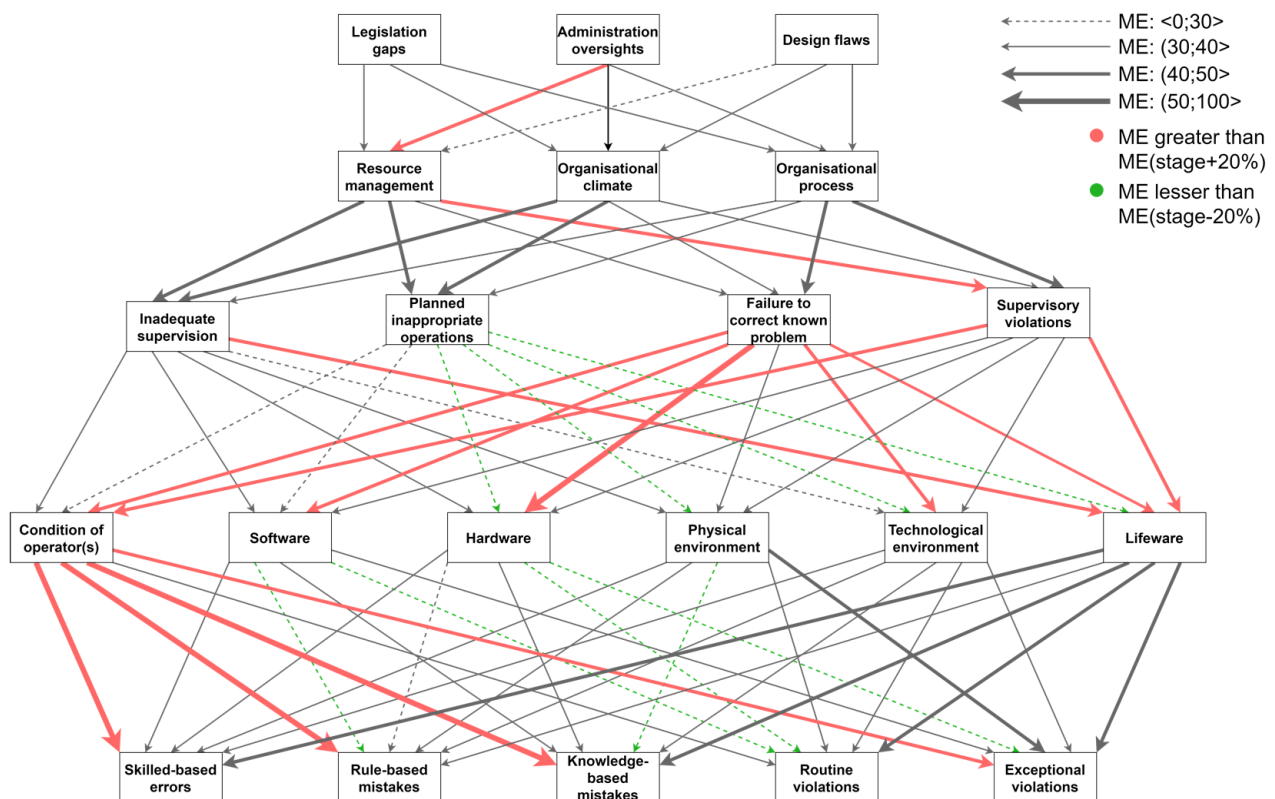 Legislation
gaps
Administration
oversights
Design flaws
ME: <0;30>
ME: (30;40>
ME: (40;50>
ME: (50;100>
ME greater than
ME(stage+20%)
ME lesser than
ME(stage-20%)
Resource
management
Organisational
climate
Organisational
process
Inadequate
supervision
Planned
inappropriate
operations
Failure to
correct known
problem
Supervisory
violations
Condition of
operator(s)
Software
Hardware
Physical
environment
Technological
environment
Lifeware
Skilled-based
errors
Rule-based
mistakes
Knowledge-
based
mistakes
Routine
violations
Exceptional
violations